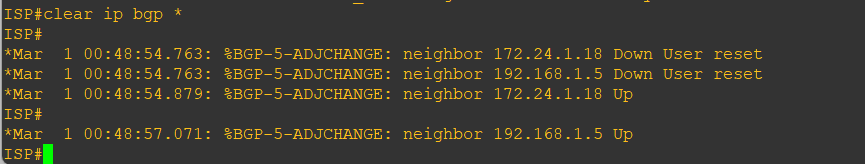 ISP#clear ip bgp *
ISP#
*Mar  1 00:48:54.763: %BGP-5-ADJCHANGE: neighbor 172.24.1.18 Down User reset
*Mar  1 00:48:54.763: %BGP-5-ADJCHANGE: neighbor 192.168.1.5 Down User reset
*Mar  1 00:48:54.879: %BGP-5-ADJCHANGE: neighbor 172.24.1.18 Up
ISP#
*Mar  1 00:48:57.071: %BGP-5-ADJCHANGE: neighbor 192.168.1.5 Up
ISP#